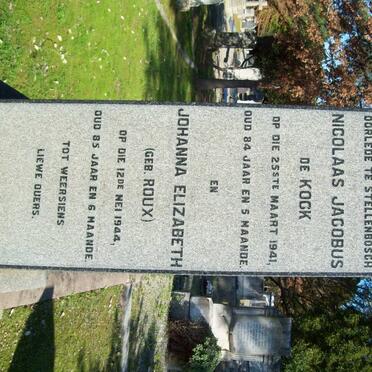 OORLEDE TE STELLENBOSCH
NICOLAAS JACOBUS
DE KOCK
OP DIE 25STE MAART 1941,
OUD 84 JAAR EN 5 MAANDE.
EN
JOHANNA ELIZABETH
(GEB ROUX)
OP DIE 12DE MEI 1944,
OUD 85 JAAR EN 6 MAANDE.
TOT WEERSIENS
LIEWE OUERS.